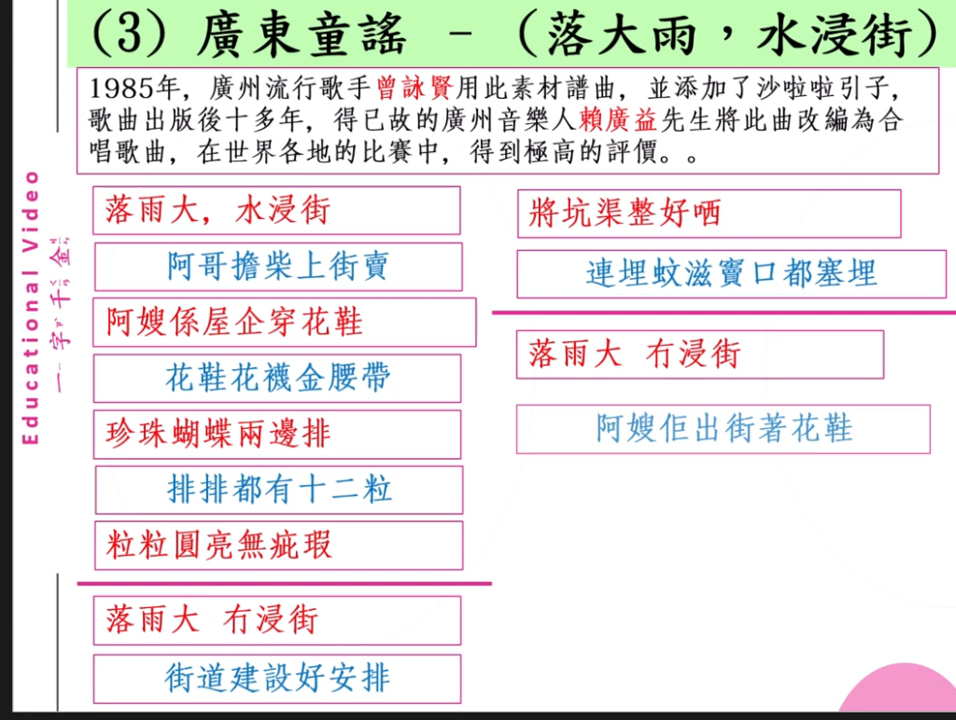 (3) 廣東童謠 - （落大雨，水浸街）
1985年，廣州流行歌手曾詠賢用此素材譜曲，並添加了沙啦啦引子，
歌曲出版後十多年，得已故的廣州音樂人賴廣益先生將此曲改編為合
唱歌曲，在世界各地的比賽中，得到極高的評價。。
落雨大，水浸街
阿哥擔柴上街賣
阿嫂係屋企穿花鞋
花鞋花襪金腰帶
珍珠蝴蝶兩邊排
排排都有十二粒
粒粒圓亮無疵瑕
落雨大 冇浸街
街道建設好安排
將坑渠整好晒
連埋蚊滋竇口都塞埋
落雨大 冇浸街
阿嫂佢出街著花鞋
Educational Video
一字千金